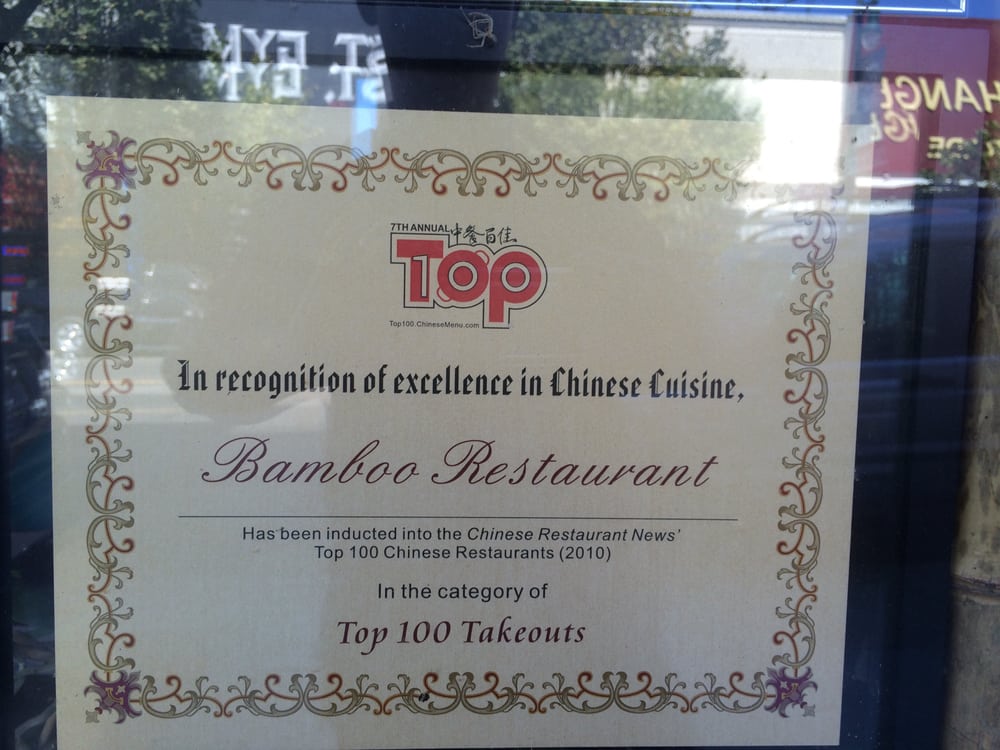 7TH ANNUAL 中餐百佳
Top 100
Top100.ChineseMenu.com
In recognition of excellence in Chinese Cuisine,
Bamboo Restaurant
Has been inducted into the Chinese Restaurant News'
Top 100 Chinese Restaurants (2010)
In the category of
Top 100 Takeouts